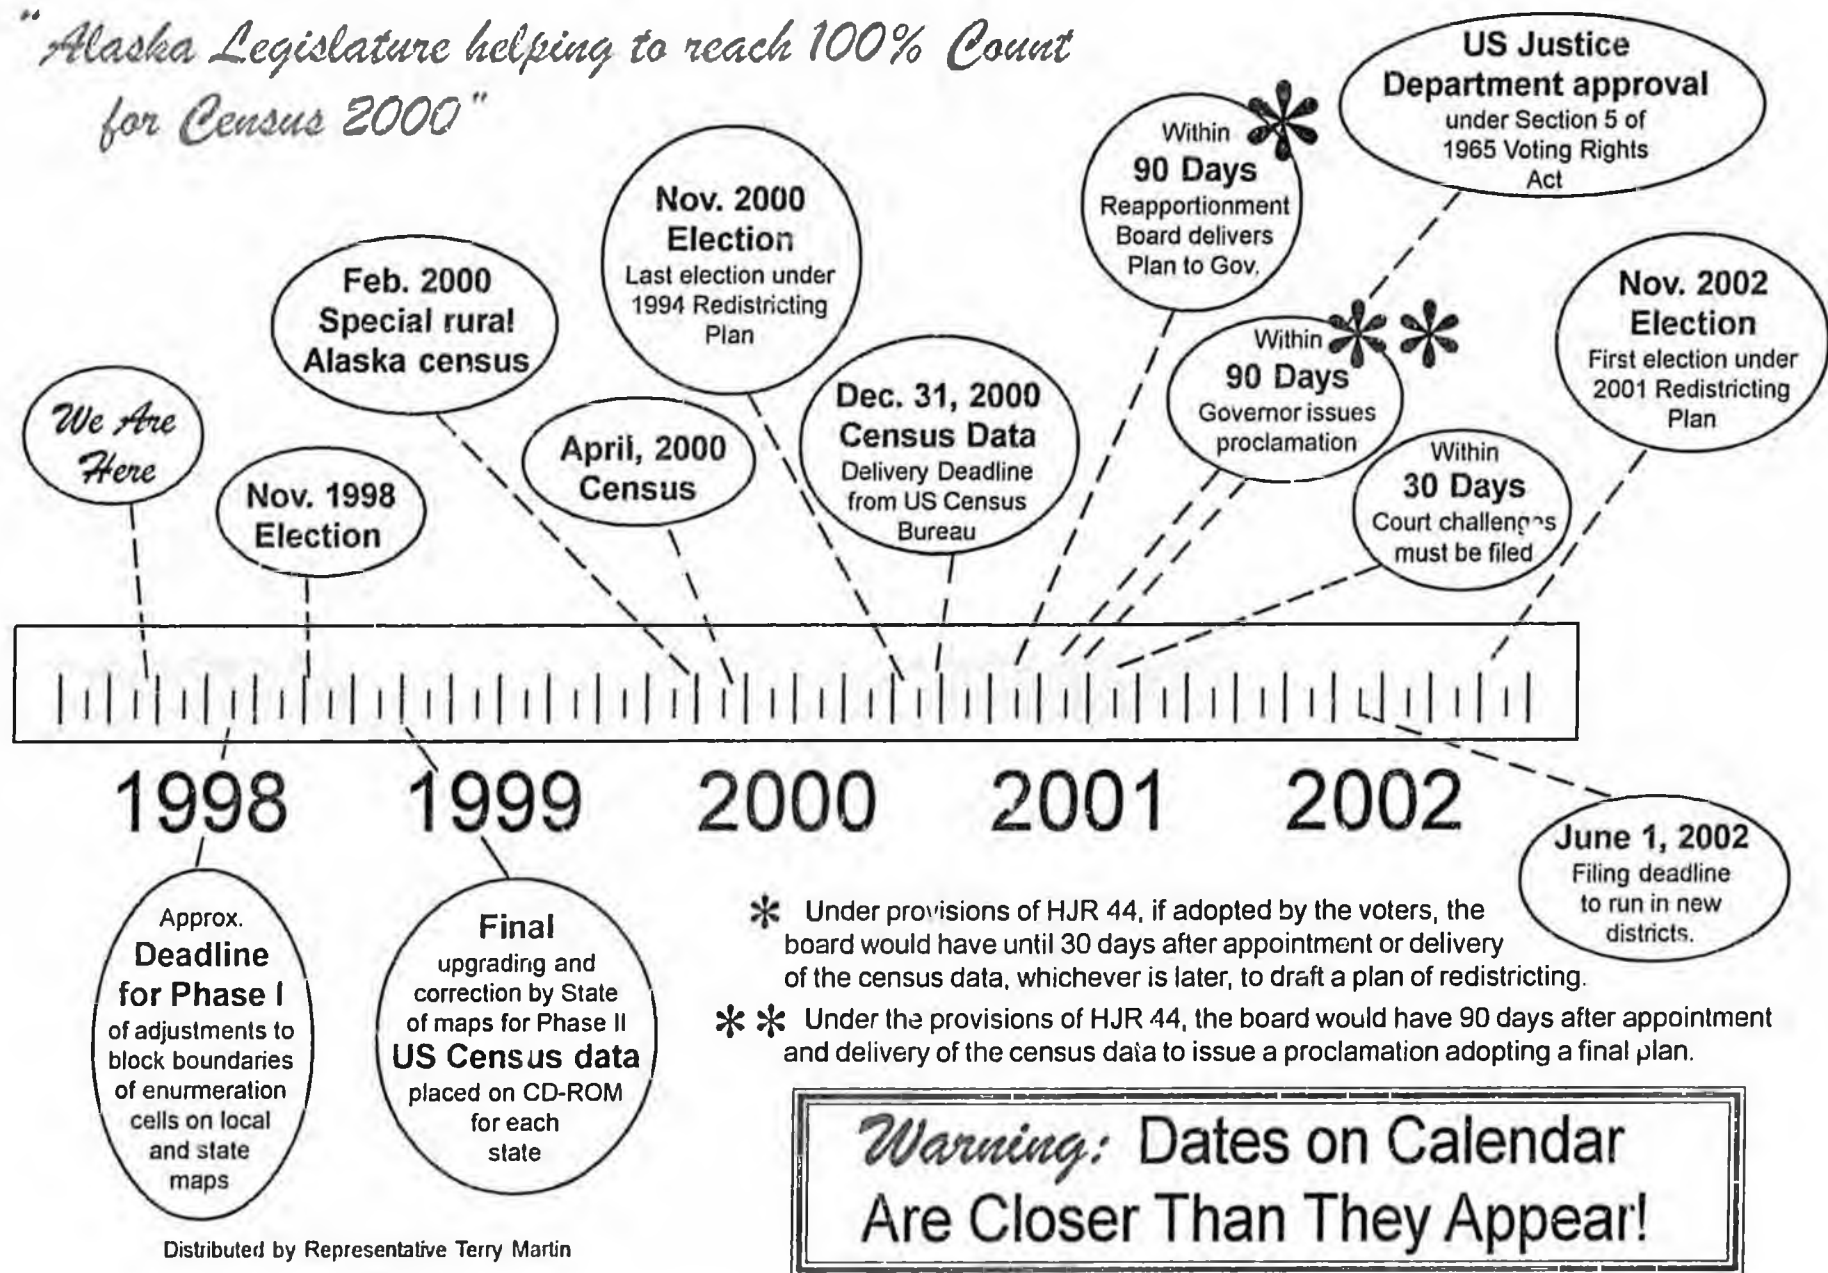 "Alaska Legislature helping to reach 100% Count
for Census 2000"
We Are
Here
Nov. 1998
Election
Feb. 2000
Special rural
Alaska census
April, 2000
Census
Nov. 2000
Election
Last election under
1994 Redistricting
Plan
Dec. 31, 2000
Census Data
Delivery Deadline
from US Census
Bureau
Within *
90 Days
Reapportionment
Board delivers
Plan to Gov.
US Justice
Department approval
under Section 5 of
1965 Voting Rights
Act
Within * *
90 Days
Governor issues
proclamation
Within
30 Days
Court challenges
must be filed
Nov. 2002
Election
First election under
2001 Redistricting
Plan
1998 1999 2000 2001 2002
Approx.
Deadline
for Phase I
of adjustments to
block boundaries
of enurmeration
cells on local
and state
maps
Final
upgrading and
correction by State
of maps for Phase II
US Census data
placed on CD-ROM
for each
state
June 1, 2002
Filing deadline
to run in new
districts.
* Under provisions of HJR 44, if adopted by the voters, the
board would have until 30 days after appointment or delivery
of the census data, whichever is later, to draft a plan of redistricting.
* * Under the provisions of HJR 44, the board would have 90 days after appointment
and delivery of the census data to issue a proclamation adopting a final plan.
Warning: Dates on Calendar
Are Closer Than They Appear!
Distributed by Representative Terry Martin